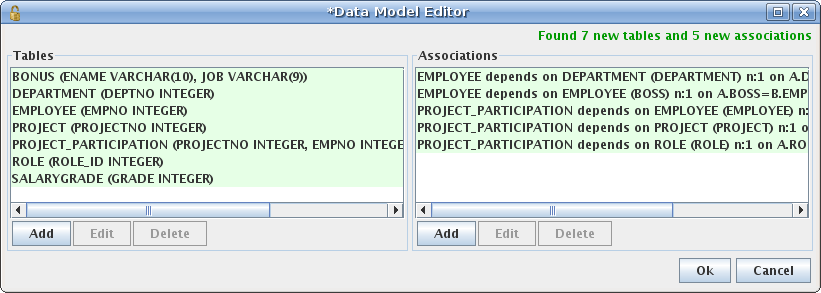 *Data Model Editor
Found 7 new tables and 5 new associations
Tables
BONUS (ENAME VARCHAR(10), JOB VARCHAR(9))
DEPARTMENT (DEPTNO INTEGER)
EMPLOYEE (EMPNO INTEGER)
PROJECT (PROJECTNO INTEGER)
PROJECT_PARTICIPATION (PROJECTNO INTEGER, EMPNO INTEGE
ROLE (ROLE_ID INTEGER)
SALARYGRADE (GRADE INTEGER)
Add Edit Delete
Associations
EMPLOYEE depends on DEPARTMENT (DEPARTMENT) n:1 on A.D
EMPLOYEE depends on EMPLOYEE (BOSS) n:1 on A.BOSS=B.EMP
PROJECT_PARTICIPATION depends on EMPLOYEE (EMPLOYEE) n:
PROJECT_PARTICIPATION depends on PROJECT (PROJECT) n:1 o
PROJECT_PARTICIPATION depends on ROLE (ROLE) n:1 on A.RO
Add Edit Delete
Ok Cancel